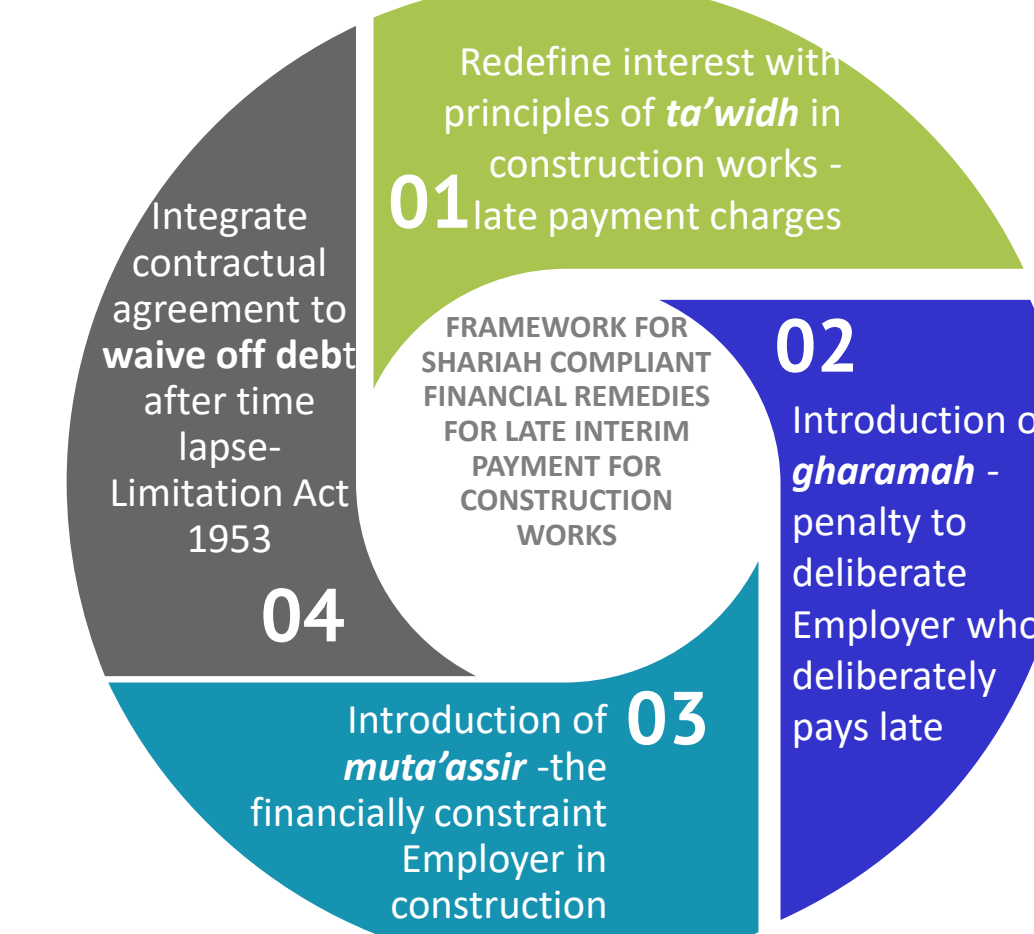 FRAMEWORK FOR
SHARIAH COMPLIANT
FINANCIAL REMEDIES
FOR LATE INTERIM
PAYMENT FOR
CONSTRUCTION
WORKS
01
Redefine interest with
principles of ta’widh in
construction works -
late payment charges
02
Introduction o
gharamah -
penalty to
deliberate
Employer who
deliberately
pays late
03
Introduction of
muta’assir -the
financially constraint
Employer in
construction
04
Integrate
contractual
agreement to
waive off debt
after time
lapse-
Limitation Act
1953